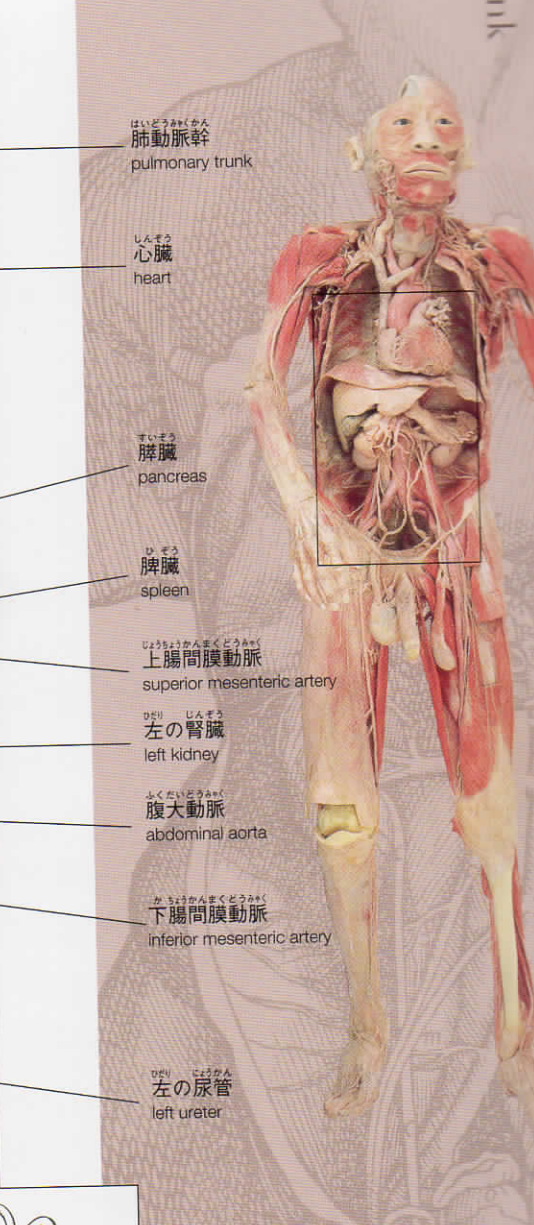 nk
はいどうみゃくかん
肺動脈幹
pulmonary trunk
しんぞう
心臓
heart
すいぞう
膵臓
pancreas
ひ ぞう
脾臓
spleen
じょうちょうかんまくどうみゃく
上腸間膜動脈
superior mesenteric artery
ひだり じんぞう
左の腎臓
left kidney
ふくだいどうみゃく
腹大動脈
abdominal aorta
か ちょうかんまくどうみゃく
下腸間膜動脈
inferior mesenteric artery
ひだり にょうかん
左の尿管
left ureter